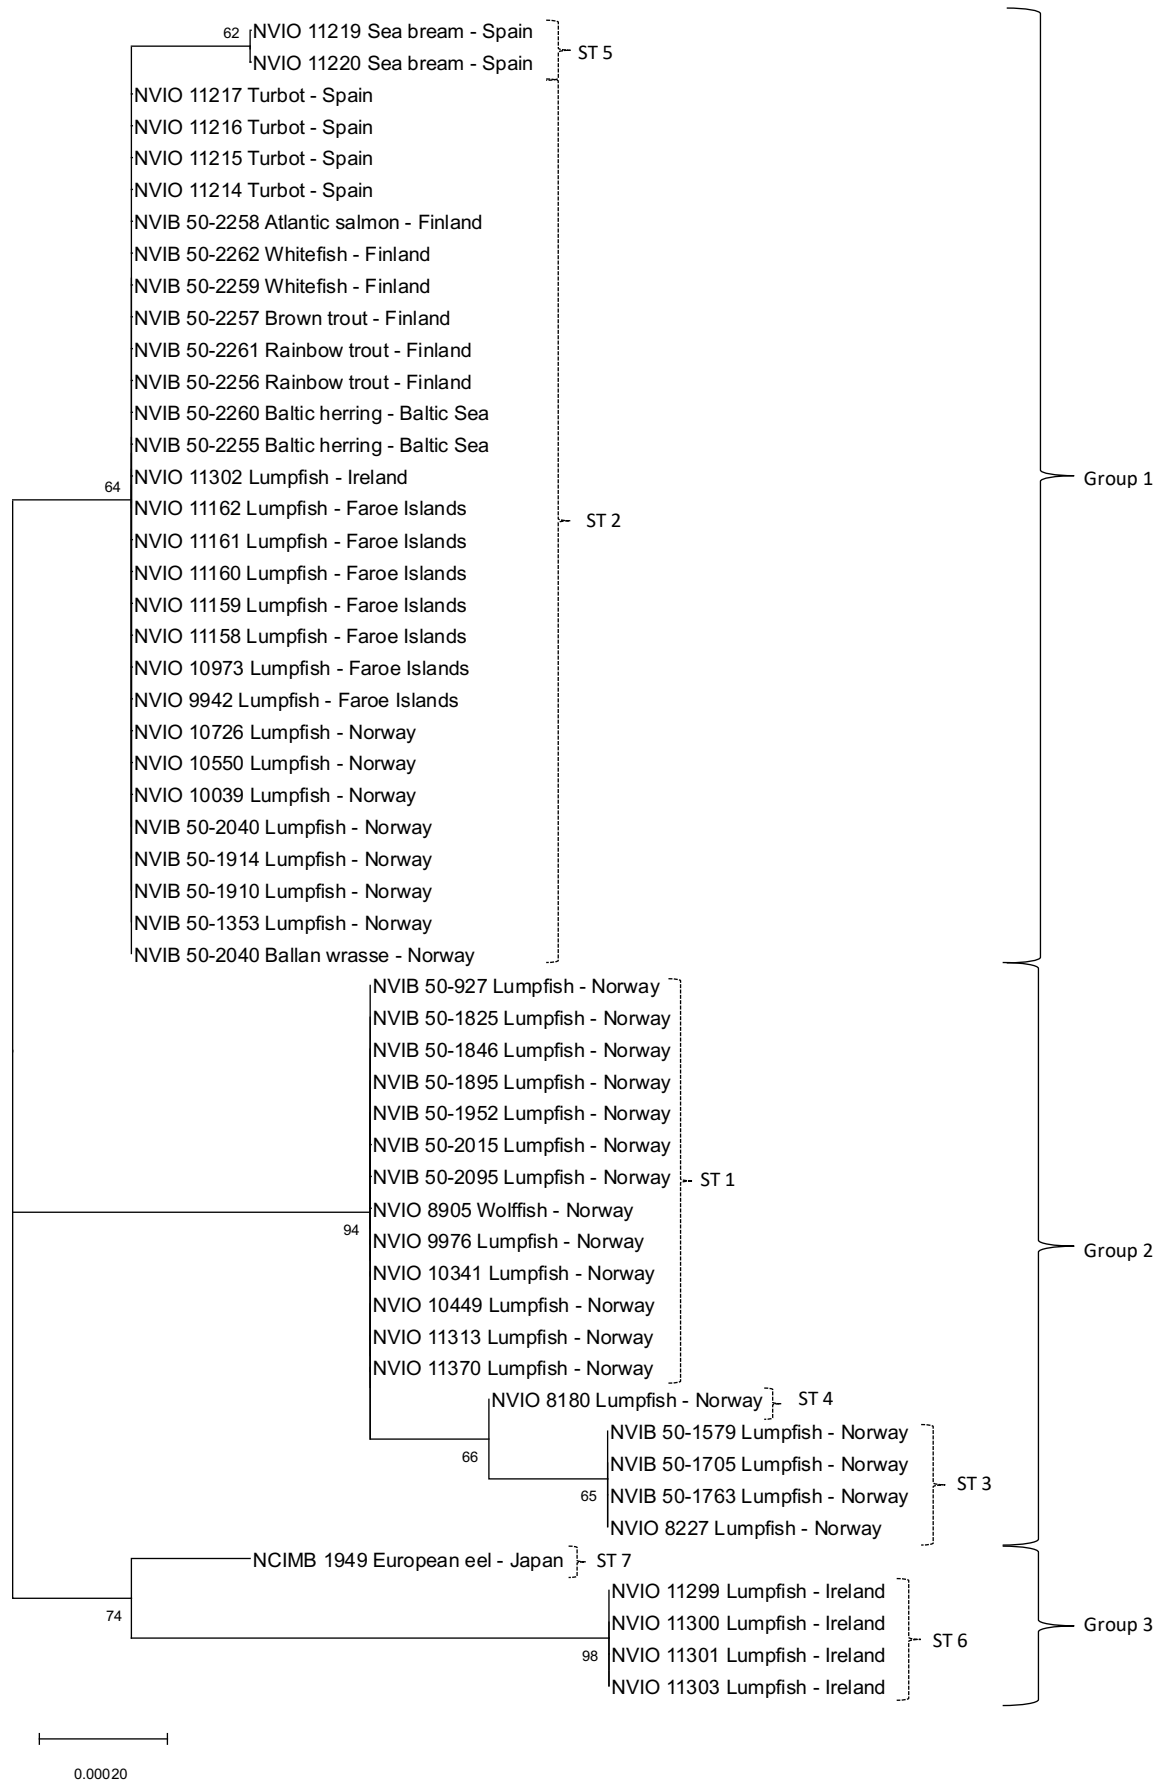 62
NVIO 11219 Sea bream - Spain
NVIO 11220 Sea bream - Spain
ST 5
NVIO 11217 Turbot - Spain
NVIO 11216 Turbot - Spain
NVIO 11215 Turbot - Spain
NVIO 11214 Turbot - Spain
NVIB 50-2258 Atlantic salmon - Finland
NVIB 50-2262 Whitefish - Finland
NVIB 50-2259 Whitefish - Finland
NVIB 50-2257 Brown trout - Finland
NVIB 50-2261 Rainbow trout - Finland
NVIB 50-2256 Rainbow trout - Finland
NVIB 50-2260 Baltic herring - Baltic Sea
NVIB 50-2255 Baltic herring - Baltic Sea
NVIO 11302 Lumpfish - Ireland
64
Group 1
NVIO 11162 Lumpfish - Faroe Islands
ST 2
NVIO 11161 Lumpfish - Faroe Islands
NVIO 11160 Lumpfish - Faroe Islands
NVIO 11159 Lumpfish - Faroe Islands
NVIO 11158 Lumpfish - Faroe Islands
NVIO 10973 Lumpfish - Faroe Islands
NVIO 9942 Lumpfish - Faroe Islands
NVIO 10726 Lumpfish - Norway
NVIO 10550 Lumpfish - Norway
NVIO 10039 Lumpfish - Norway
NVIB 50-2040 Lumpfish - Norway
NVIB 50-1914 Lumpfish - Norway
NVIB 50-1910 Lumpfish - Norway
NVIB 50-1353 Lumpfish - Norway
NVIB 50-2040 Ballan wrasse - Norway
NVIB 50-927 Lumpfish - Norway
NVIB 50-1825 Lumpfish - Norway
NVIB 50-1846 Lumpfish - Norway
NVIB 50-1895 Lumpfish - Norway
NVIB 50-1952 Lumpfish - Norway
NVIB 50-2015 Lumpfish - Norway
NVIB 50-2095 Lumpfish - Norway
ST 1
NVIO 8905 Wolffish - Norway
94
NVIO 9976 Lumpfish - Norway
Group 2
NVIO 10341 Lumpfish - Norway
NVIO 10449 Lumpfish - Norway
NVIO 11313 Lumpfish - Norway
NVIO 11370 Lumpfish - Norway
NVIO 8180 Lumpfish - Norway
ST 4
NVIB 50-1579 Lumpfish - Norway
66
NVIB 50-1705 Lumpfish - Norway
ST 3
65
NVIB 50-1763 Lumpfish - Norway
NVIO 8227 Lumpfish - Norway
NCIMB 1949 European eel - Japan
ST 7
NVIO 11299 Lumpfish - Ireland
74
NVIO 11300 Lumpfish - Ireland
Group 3
ST 6
98
NVIO 11301 Lumpfish - Ireland
NVIO 11303 Lumpfish - Ireland
0.00020